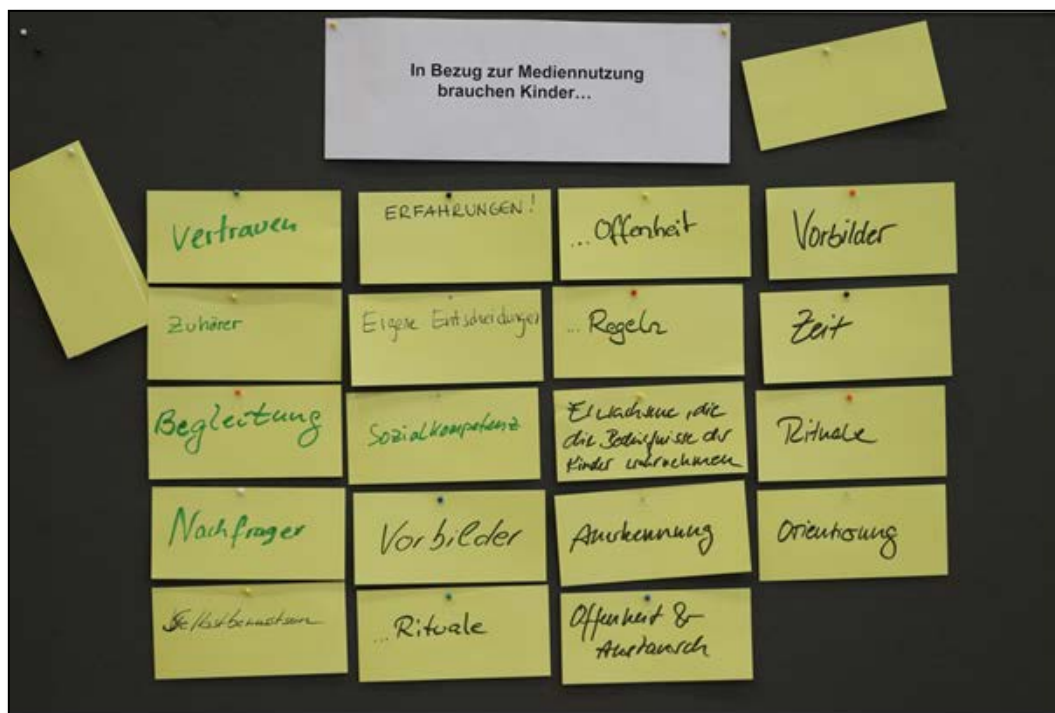 In Bezug zur Mediennutzung
brauchen Kinder...
Vertrauen
ERFAHRUNGEN!
...Offenheit
Vorbilder
Zuhörer
Eigene Entscheidungen
...Regeln
Zeit
Begleitung
Sozialkompetenz
Erwachsene, die
die Bedürfnisse der
Kinder wahrnehmen
Rituale
Nachfrager
Vorbilder
Anerkennung
Orientierung
Selbstbewusstsein
...Rituale
Offenheit &
Austausch